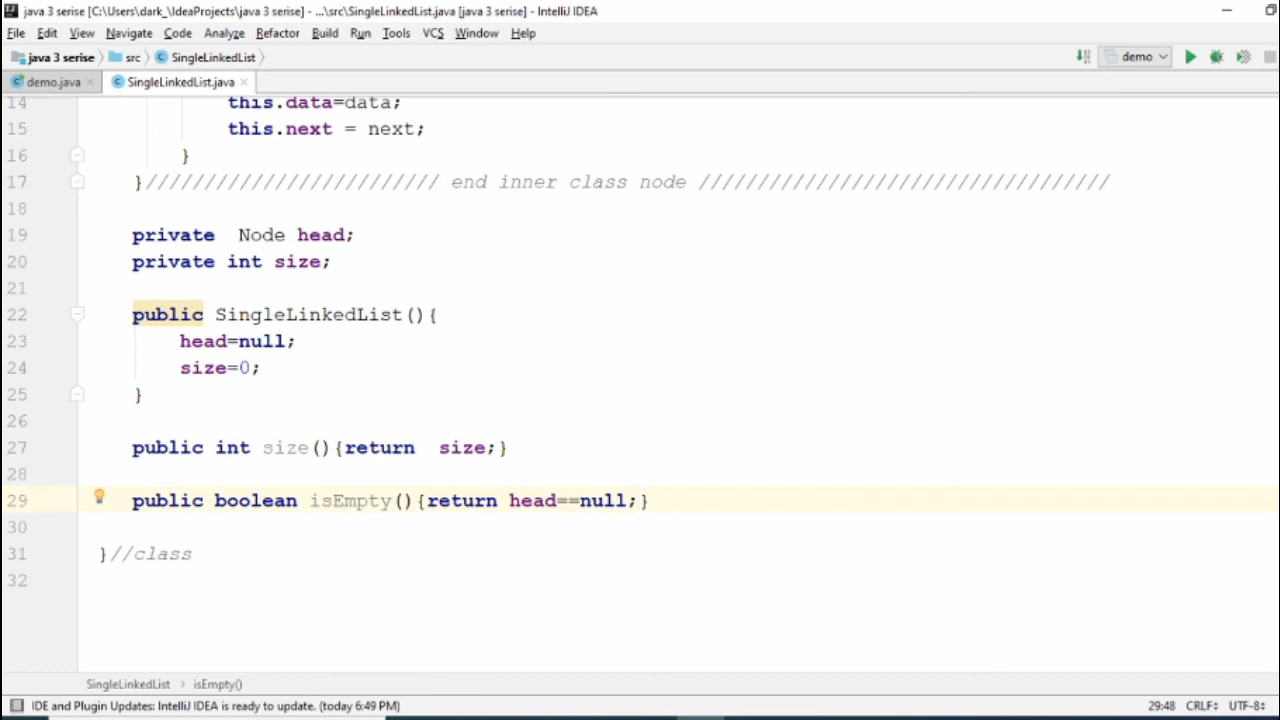 java 3 serise [C:\Users\dark_\IdeaProjects\java 3 serise] - ...\src\SingleLinkedList.java [java 3 serise] - IntelliJ IDEA
File Edit View Navigate Code Analyze Refactor Build Run Tools VCS Window Help
java 3 serise src SingleLinkedList demo
demo.java SingleLinkedList.java
14 this.data=data;
15 this.next = next;
16 }
17 }///////////////////////// end inner class node ///////////////////////////////////
18
19 private  Node head;
20 private int size;
21
22 public SingleLinkedList(){
23 head=null;
24 size=0;
25 }
26
27 public int size(){return  size;}
28
29 public boolean isEmpty(){return head==null;}
30
31 }//class
32
SingleLinkedList › isEmpty()
IDE and Plugin Updates: IntelliJ IDEA is ready to update. (today 6:49 PM) 29:48 CRLF UTF-8